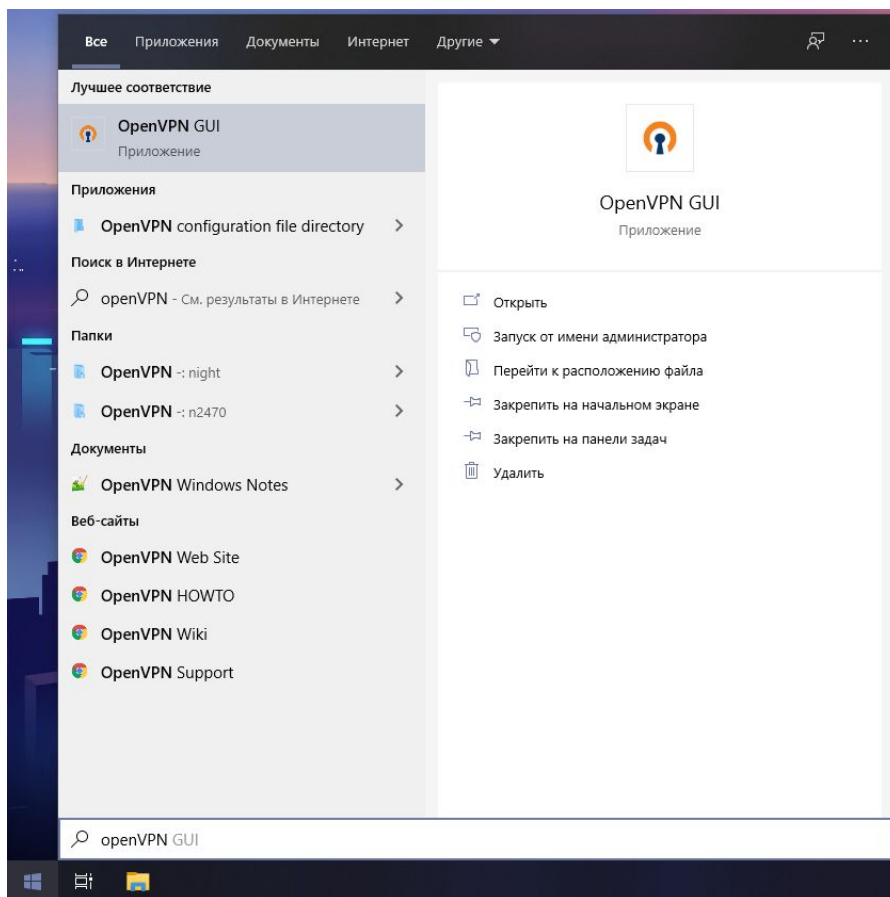 Все Приложения Документы Интернет Другие
Лучшее соответствие
OpenVPN GUI
Приложение
Приложения
OpenVPN configuration file directory
Поиск в Интернете
openVPN - См. результаты в Интернете
Папки
OpenVPN -: night
OpenVPN -: n2470
Документы
OpenVPN Windows Notes
Веб-сайты
OpenVPN Web Site
OpenVPN HOWTO
OpenVPN Wiki
OpenVPN Support
OpenVPN GUI
Приложение
Открыть
Запуск от имени администратора
Перейти к расположению файла
Закрепить на начальном экране
Закрепить на панели задач
Удалить
openVPN GUI